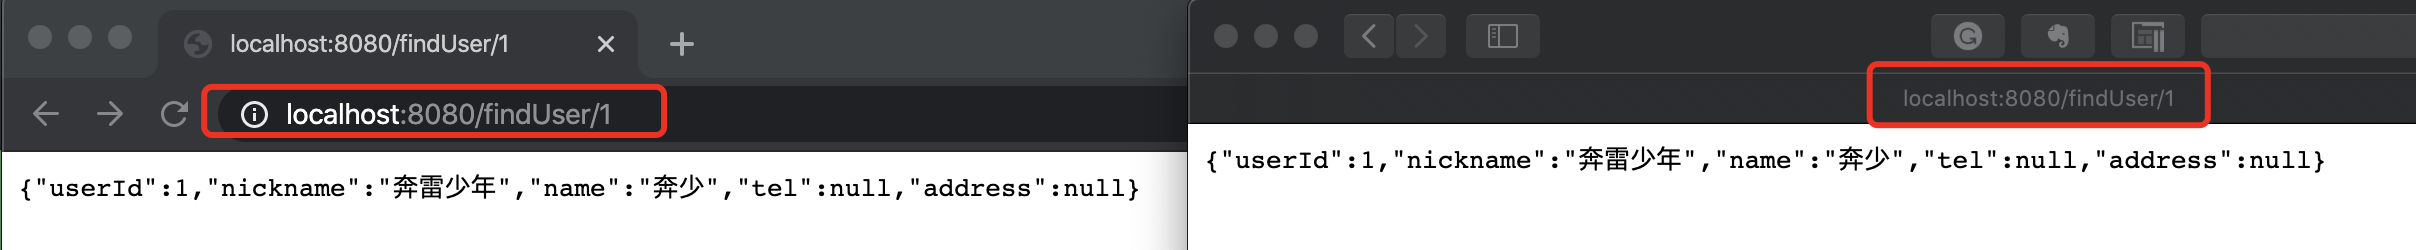 localhost:8080/findUser/1
localhost:8080/findUser/1
{"userId":1,"nickname":"奔雷少年","name":"奔少","tel":null,"address":null}
localhost:8080/findUser/1
{"userId":1,"nickname":"奔雷少年","name":"奔少","tel":null,"address":null}